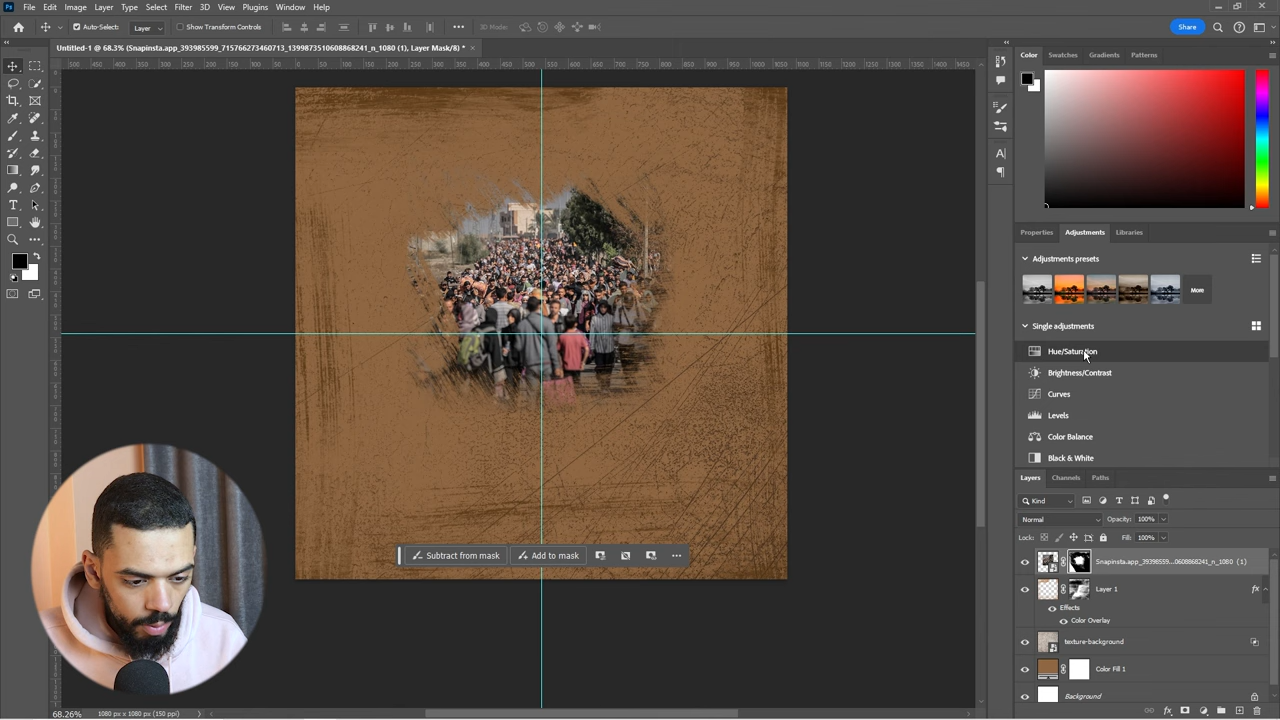 File Edit Image Layer Type Select Filter 3D View Plugins Window Help
Auto-Select: Layer Show Transform Controls 3D Mode: Share
Untitled-1 @ 68.3% (Snapinsta.app_393985599_715766273460713_1399873510608868241_n_1080 (1), Layer Mask/8) *
Color Swatches Gradients Patterns
Properties Adjustments Libraries
Adjustments presets
More
Single adjustments
Hue/Saturation
Brightness/Contrast
Curves
Levels
Color Balance
Black & White
Layers Channels Paths
Kind
Normal Opacity: 100%
Lock: Fill: 100%
Subtract from mask Add to mask
Snapinsta.app_39398559...0608868241_n_1080 (1)
Layer 1 fx
Effects
Color Overlay
texture-background
Color Fill 1
Background
68.26% 1080 px x 1080 px (150 ppi)